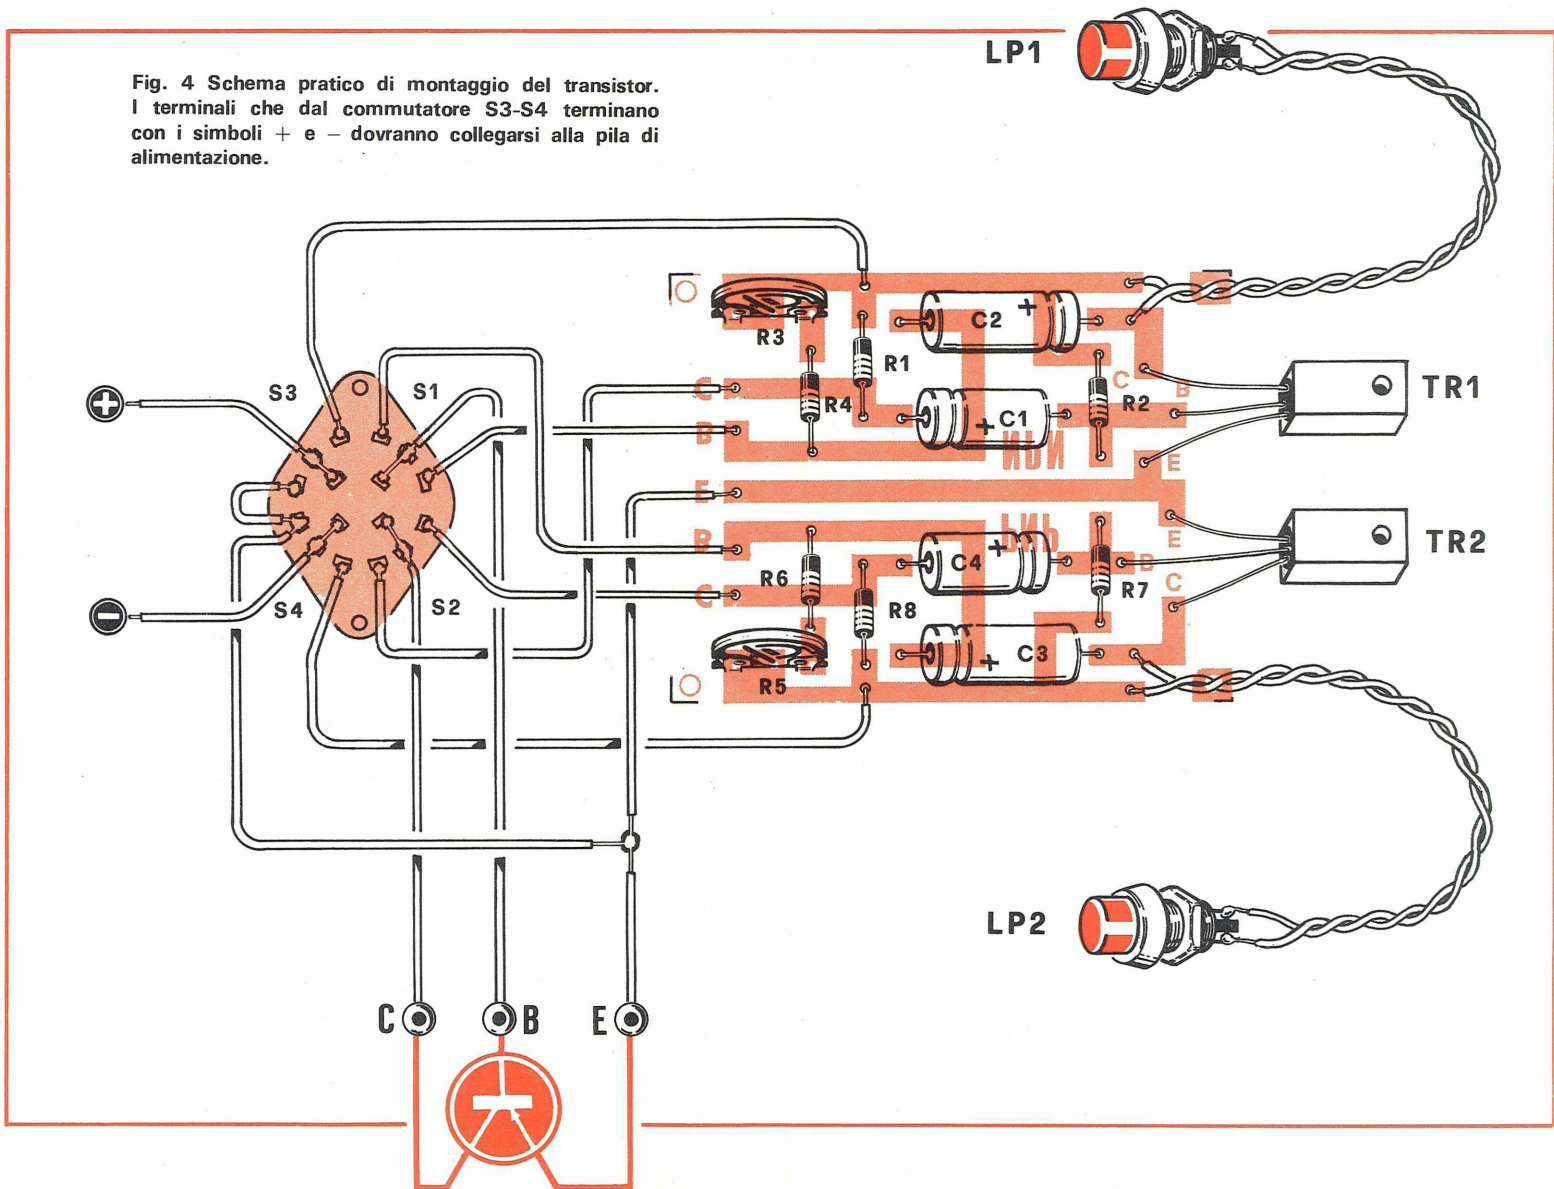 LP1
Fig. 4 Schema pratico di montaggio del transistor.
I terminali che dal commutatore S3-S4 terminano
con i simboli + e − dovranno collegarsi alla pila di
alimentazione.
+
S3
S1
−
S4
S2
R3
C2
R1
R4
C1
R2
C
B
E
B
C
NPN
PNP
C
B
E
TR1
E
B
C
TR2
R6
C4
R7
R8
R5
C3
+
+
+
+
LP2
C
B
E